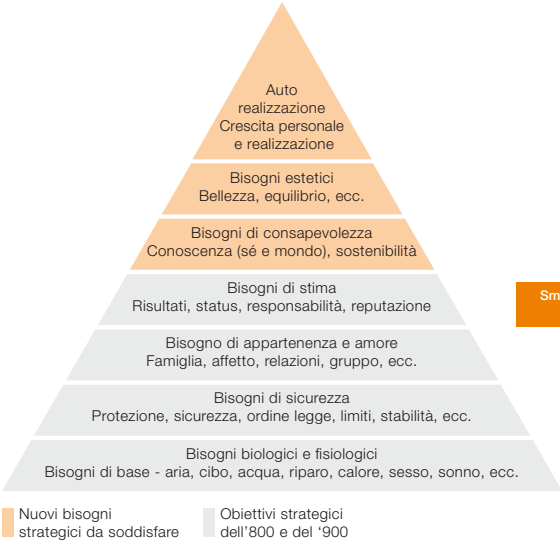 Auto
realizzazione
Crescita personale
e realizzazione
Bisogni estetici
Bellezza, equilibrio, ecc.
Bisogni di consapevolezza
Conoscenza (sé e mondo), sostenibilità
Bisogni di stima
Risultati, status, responsabilità, reputazione
Sm
Bisogno di appartenenza e amore
Famiglia, affetto, relazioni, gruppo, ecc.
Bisogni di sicurezza
Protezione, sicurezza, ordine legge, limiti, stabilità, ecc.
Bisogni biologici e fisiologici
Bisogni di base - aria, cibo, acqua, riparo, calore, sesso, sonno, ecc.
Nuovi bisogni
strategici da soddisfare
Obiettivi strategici
dell'800 e del ‘900